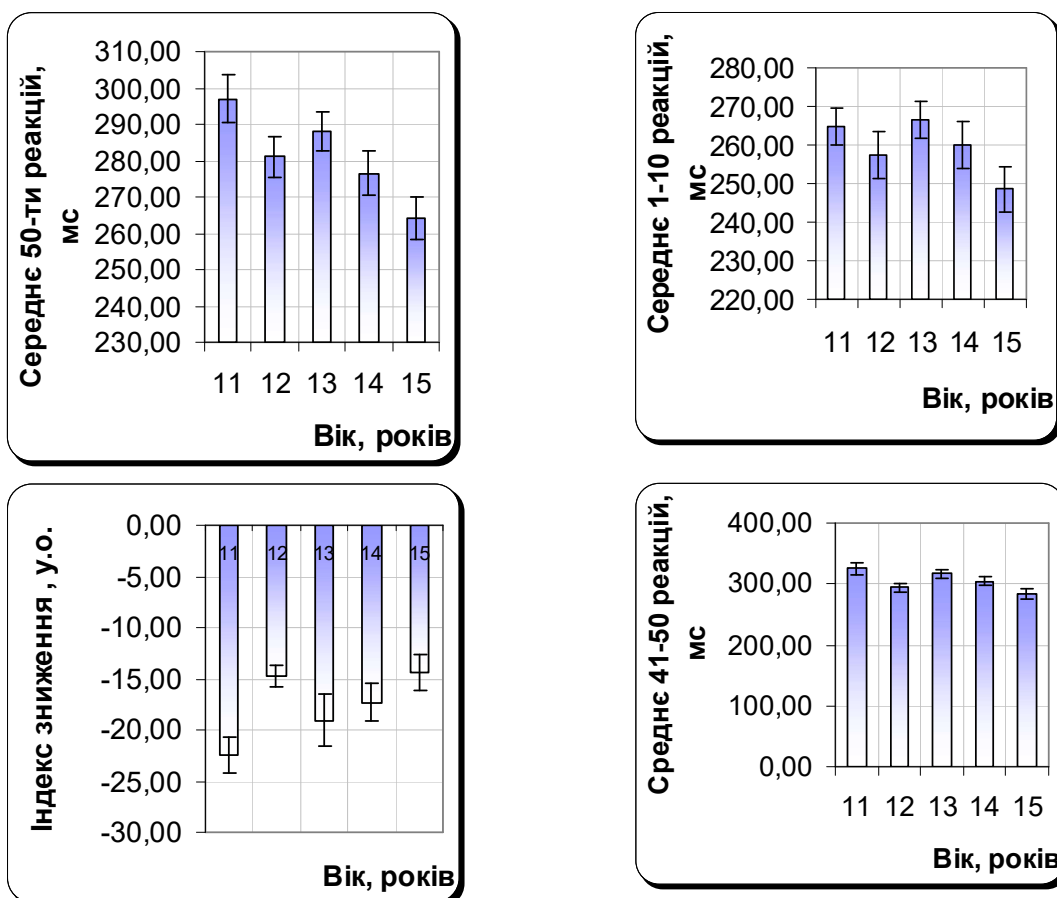 Середнє 50-ти реакцій,
мс
310,00
300,00
290,00
280,00
270,00
260,00
250,00
240,00
230,00
11 12 13 14 15
Вік, років
Середнє 1-10 реакцій,
мс
280,00
270,00
260,00
250,00
240,00
230,00
220,00
11 12 13 14 15
Вік, років
Індекс зниження , у.о.
0,00
-5,00
-10,00
-15,00
-20,00
-25,00
-30,00
11 12 13 14 15
Вік, років
Среднє 41-50 реакцій,
мс
400,00
300,00
200,00
100,00
0,00
11 12 13 14 15
Вік, років